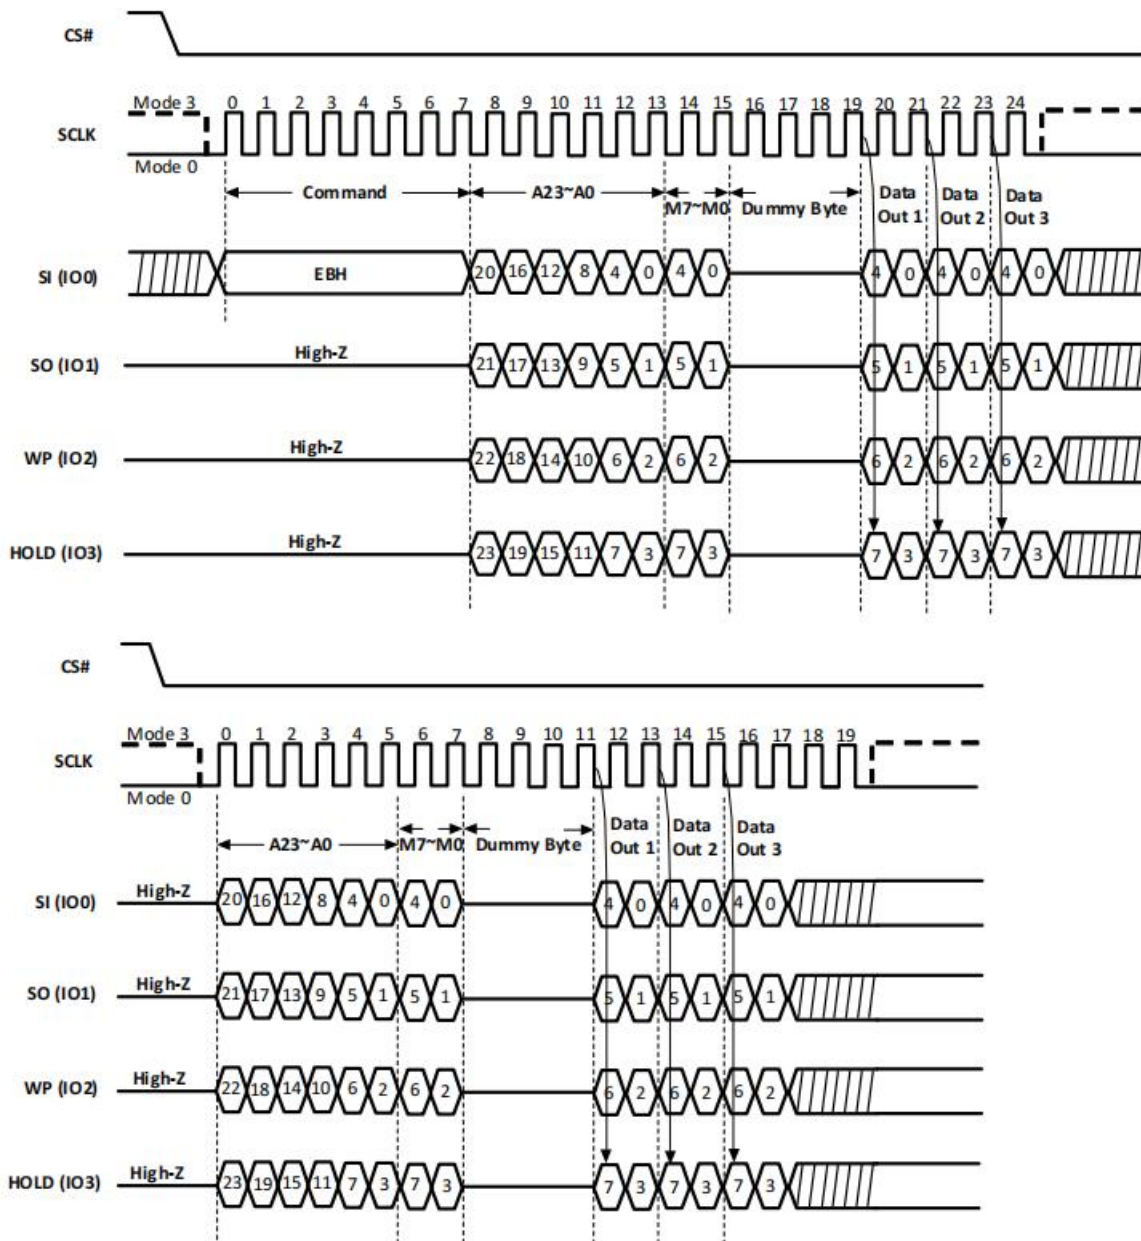 CS#
Mode 3 0 1 2 3 4 5 6 7 8 9 10 11 12 13 14 15 16 17 18 19 20 21 22 23 24
SCLK
Mode 0
Command A23~A0 M7~M0 Dummy Byte Data Out 1 Data Out 2 Data Out 3
SI (IO0) EBH 20 16 12 8 4 0 4 0 4 0 4 0 4 0
SO (IO1) High-Z 21 17 13 9 5 1 5 1 5 1 5 1 5 1
WP (IO2) High-Z 22 18 14 10 6 2 6 2 6 2 6 2 6 2
HOLD (IO3) High-Z 23 19 15 11 7 3 7 3 7 3 7 3 7 3
CS#
Mode 3 0 1 2 3 4 5 6 7 8 9 10 11 12 13 14 15 16 17 18 19
SCLK
Mode 0
A23~A0 M7~M0 Dummy Byte Data Out 1 Data Out 2 Data Out 3
SI (IO0) High-Z 20 16 12 8 4 0 4 0 4 0 4 0 4 0
SO (IO1) High-Z 21 17 13 9 5 1 5 1 5 1 5 1 5 1
WP (IO2) High-Z 22 18 14 10 6 2 6 2 6 2 6 2 6 2
HOLD (IO3) High-Z 23 19 15 11 7 3 7 3 7 3 7 3 7 3